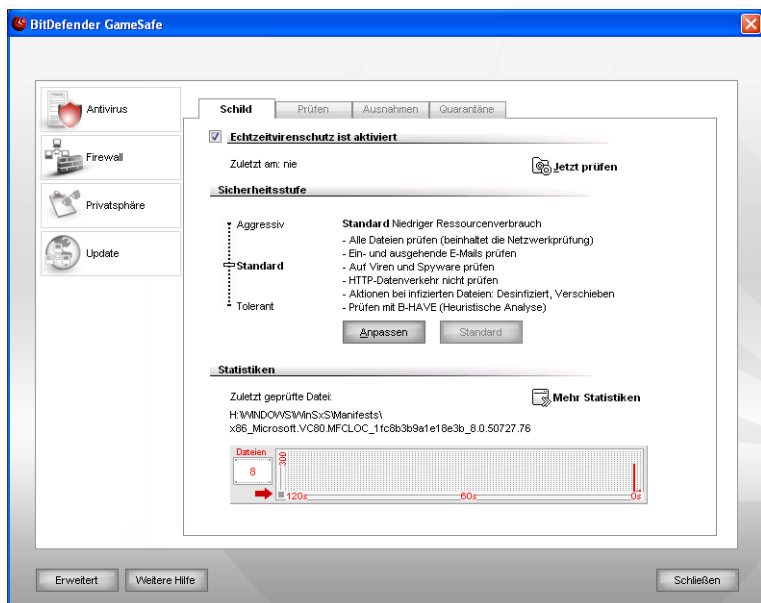 BitDefender GameSafe
Antivirus
Firewall
Privatsphäre
Update
Schild Prüfen Ausnahmen Quarantäne
Echtzeitvirenschutz ist aktiviert
Zuletzt am: nie
Jetzt prüfen
Sicherheitsstufe
Aggressiv
Standard
Tolerant
Standard Niedriger Ressourcenverbrauch
- Alle Dateien prüfen (beinhaltet die Netzwerkprüfung)
- Ein- und ausgehende E-Mails prüfen
- Auf Viren und Spyware prüfen
- HTTP-Datenverkehr nicht prüfen
- Aktionen bei infizierten Dateien: Desinfiziert, Verschieben
- Prüfen mit B-HAVE (Heuristische Analyse)
Anpassen Standard
Statistiken
Zuletzt geprüfte Datei:
Mehr Statistiken
H:\WINDOWS\WinSxS\Manifests\
x86_Microsoft.VC80.MFCLOC_1fc8b3b9a1e18e3b_8.0.50727.76
Dateien
8
300
120s 60s 0s
Erweitert Weitere Hilfe Schließen